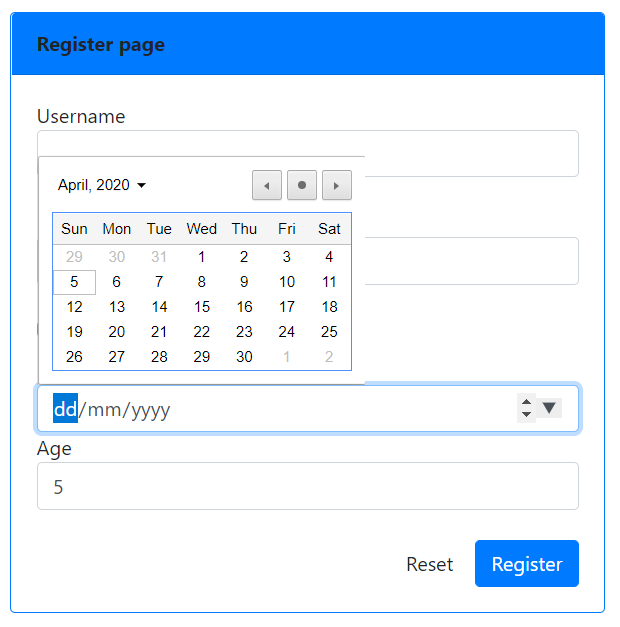 Register page
Username
April, 2020
Sun Mon Tue Wed Thu Fri Sat
29 30 31 1 2 3 4
5 6 7 8 9 10 11
12 13 14 15 16 17 18
19 20 21 22 23 24 25
26 27 28 29 30 1 2
dd/mm/yyyy
Age
5
Reset Register